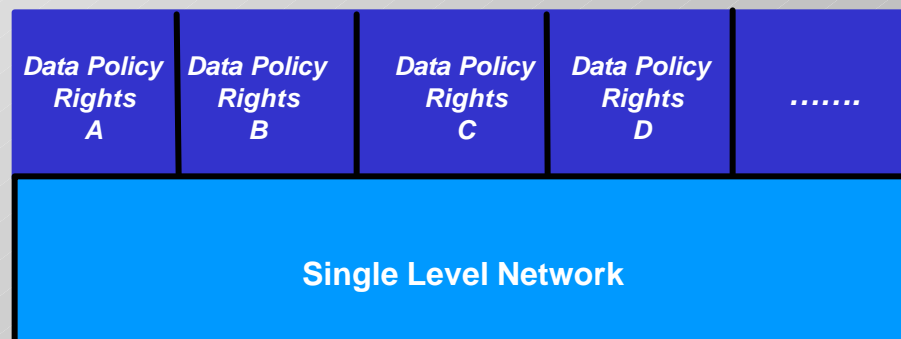 Data Policy
Rights
A
Data Policy
Rights
B
Data Policy
Rights
C
Data Policy
Rights
D
.......
Single Level Network